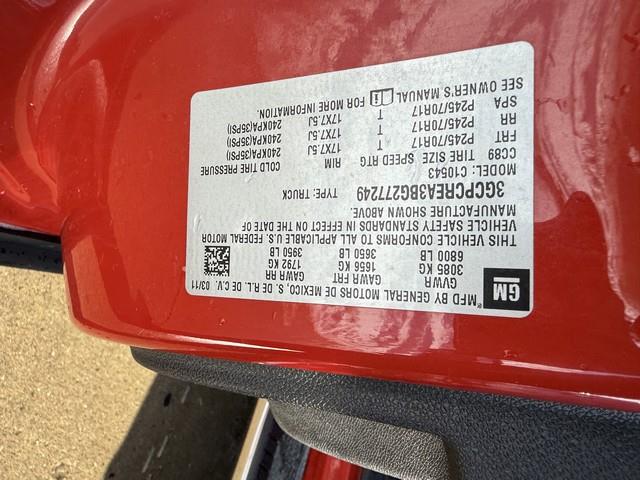 GM
*MFD BY GENERAL MOTORS DE MEXICO, S. DE R.L. DE C.V. 03/11
GVWR GAWR FRT GAWR RR
3085 KG 1656 KG 1792 KG
6800 LB 3650 LB 3950 LB
THIS VEHICLE CONFORMS TO ALL APPLICABLE U.S. FEDERAL MOTOR
VEHICLE SAFETY STANDARDS IN EFFECT ON THE DATE OF
MANUFACTURE SHOWN ABOVE.
3GCPCREA3BG277249 TYPE: TRUCK
MODEL: C10543
CC89 TIRE SIZE SPEED RTG RIM COLD TIRE PRESSURE
FRT P245/70R17 T 17X7.5J 240KPA(35PSI)
RR P245/70R17 T 17X7.5J 240KPA(35PSI)
SPA P245/70R17 T 17X7.5J 240KPA(35PSI)
SEE OWNER'S MANUAL FOR MORE INFORMATION.